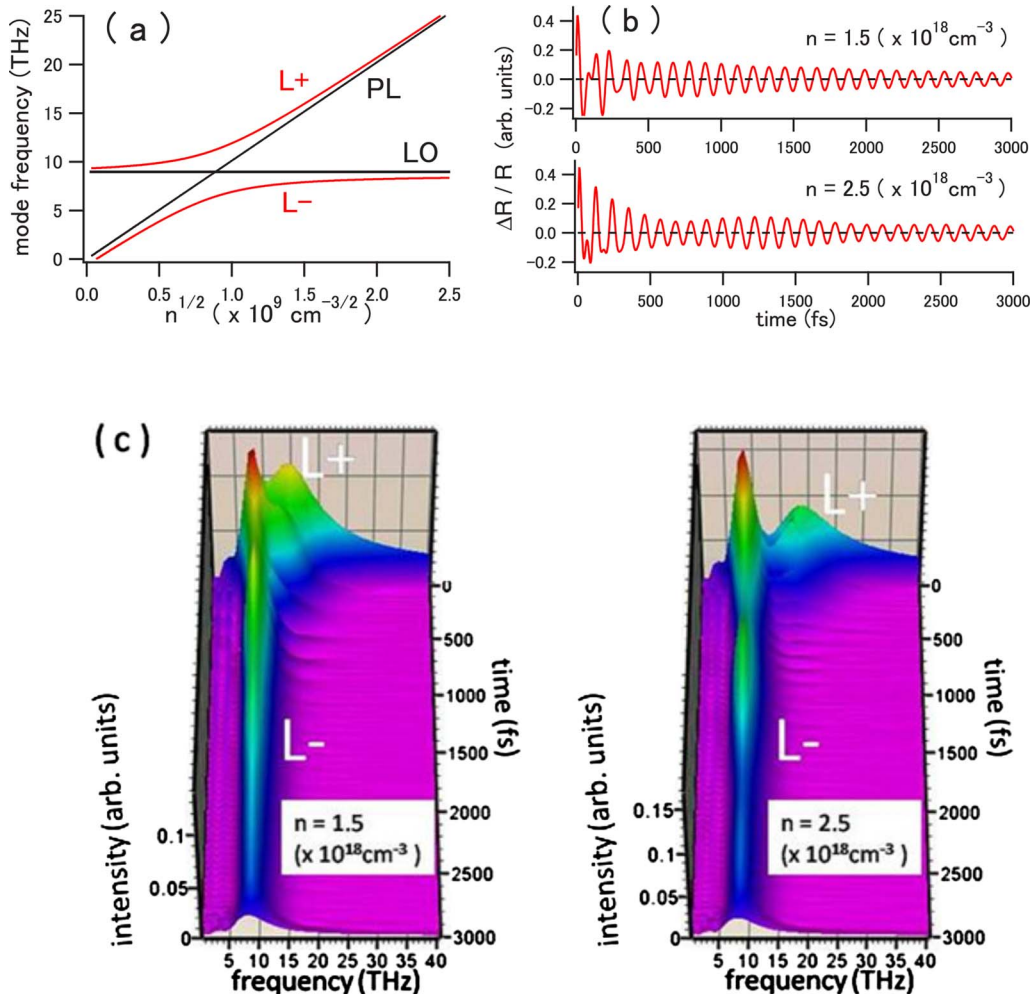 ( a )
mode frequency (THz)
25
20
15
10
5
0
L+
PL
LO
L−
0.0 0.5 1.0 1.5 2.0 2.5
n^1/2 ( x 10^9 cm^−3/2)
( b )
ΔR / R (arb. units)
n = 1.5 ( x 10^18 cm^−3)
0.4
0.2
0.0
−0.2
0 500 1000 1500 2000 2500 3000
n = 2.5 ( x 10^18 cm^−3)
0.4
0.2
0.0
−0.2
0 500 1000 1500 2000 2500 3000
time (fs)
( c )
L+
L−
n = 1.5
(x 10^18cm^-3 )
intensity (arb. units)
0.1
0.05
0
5 10 15 20 25 30 35 40
frequency (THz)
0
500
1000
1500
2000
2500
3000
time (fs)
L+
L−
n = 2.5
(x 10^18cm^-3 )
intensity (arb. units)
0.15
0.1
0.05
0
5 10 15 20 25 30 35 40
frequency (THz)
0
500
1000
1500
2000
2500
3000
time (fs)